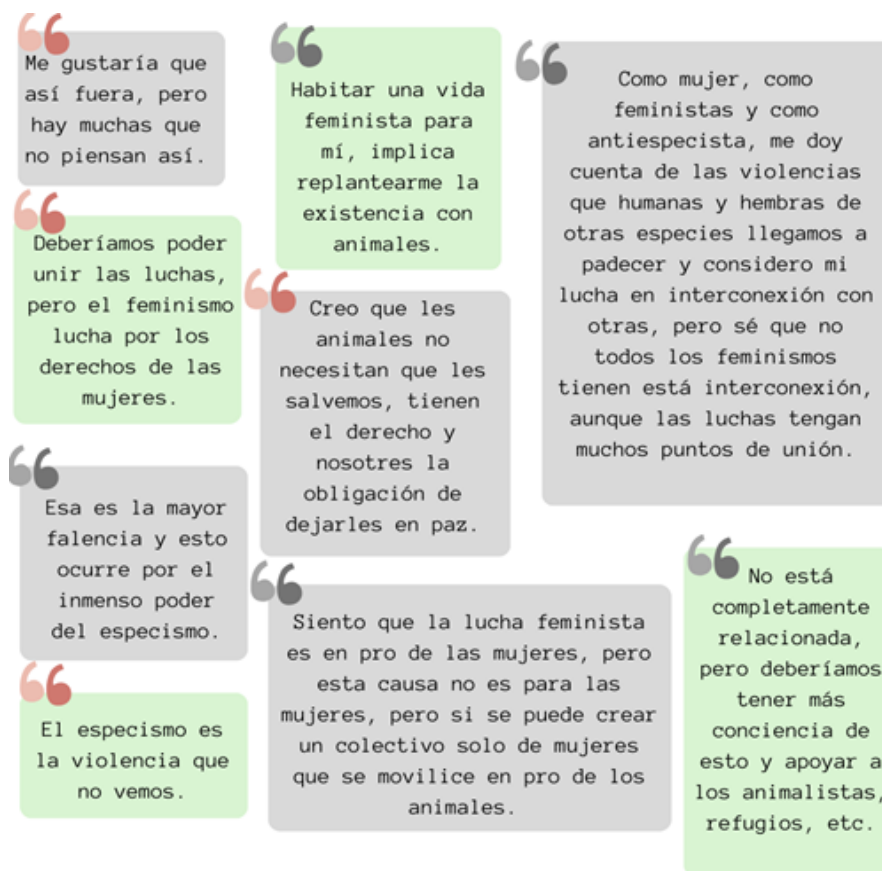 Me gustaría que
así fuera, pero
hay muchas que
no piensan así.
Deberíamos poder
unir las luchas,
pero el feminismo
lucha por los
derechos de las
mujeres.
Esa es la mayor
falencia y esto
ocurre por el
inmenso poder
del especismo.
El especismo es
la violencia que
no vemos.
Habitar una vida
feminista para
mí, implica
replantearme la
existencia con
animales.
Creo que les
animales no
necesitan que les
salvemos, tienen
el derecho y
nosotres la
obligación de
dejarles en paz.
Siento que la lucha feminista
es en pro de las mujeres, pero
esta causa no es para las
mujeres, pero si se puede crear
un colectivo solo de mujeres
que se movilice en pro de los
animales.
Como mujer, como
feministas y como
antiespecista, me doy
cuenta de las violencias
que humanas y hembras de
otras especies llegamos a
padecer y considero mi
lucha en interconexión con
otras, pero sé que no
todos los feminismos
tienen está interconexión,
aunque las luchas tengan
muchos puntos de unión.
No está
completamente
relacionada,
pero deberíamos
tener más
conciencia de
esto y apoyar a
los animalistas,
refugios, etc.